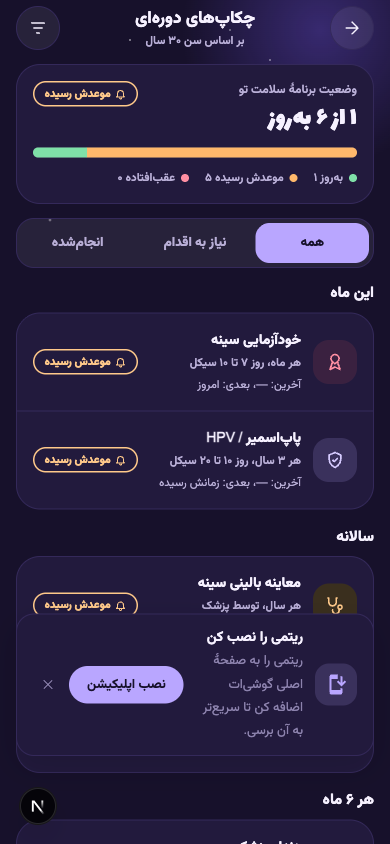 چکاپ‌های دوره‌ای
بر اساس سن ۳۰ سال
وضعیت برنامهٔ سلامت تو
موعدش رسیده
۱ از ۶ به‌روز
به‌روز ۱
موعدش رسیده ۵
عقب‌افتاده ۰
همه
نیاز به اقدام
انجام‌شده
این ماه
خودآزمایی سینه
هر ماه، روز ۷ تا ۱۰ سیکل
آخرین: —، بعدی: امروز
موعدش رسیده
پاپ‌اسمیر / HPV
هر ۳ سال، روز ۱۰ تا ۲۰ سیکل
آخرین: —، بعدی: زمانش رسیده
موعدش رسیده
سالانه
معاینه بالینی سینه
هر سال، توسط پزشک
موعدش رسیده
ریتمی را نصب کن
ریتمی را به صفحهٔ
اصلی گوشی‌ات
اضافه کن تا سریع‌تر
به آن برسی.
نصب اپلیکیشن
هر ۶ ماه
N